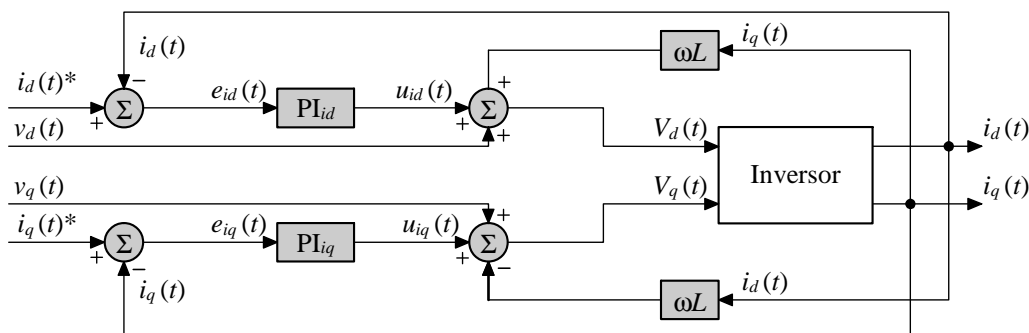 i_d(t)
ωL
i_q(t)
i_d(t)*
−
+
Σ
e_id(t)
PI_id
u_id(t)
+
+
+
Σ
v_d(t)
V_d(t)
Inversor
i_d(t)
v_q(t)
V_q(t)
i_q(t)
i_q(t)*
+
−
Σ
e_iq(t)
PI_iq
u_iq(t)
+
+
−
Σ
i_q(t)
ωL
i_d(t)